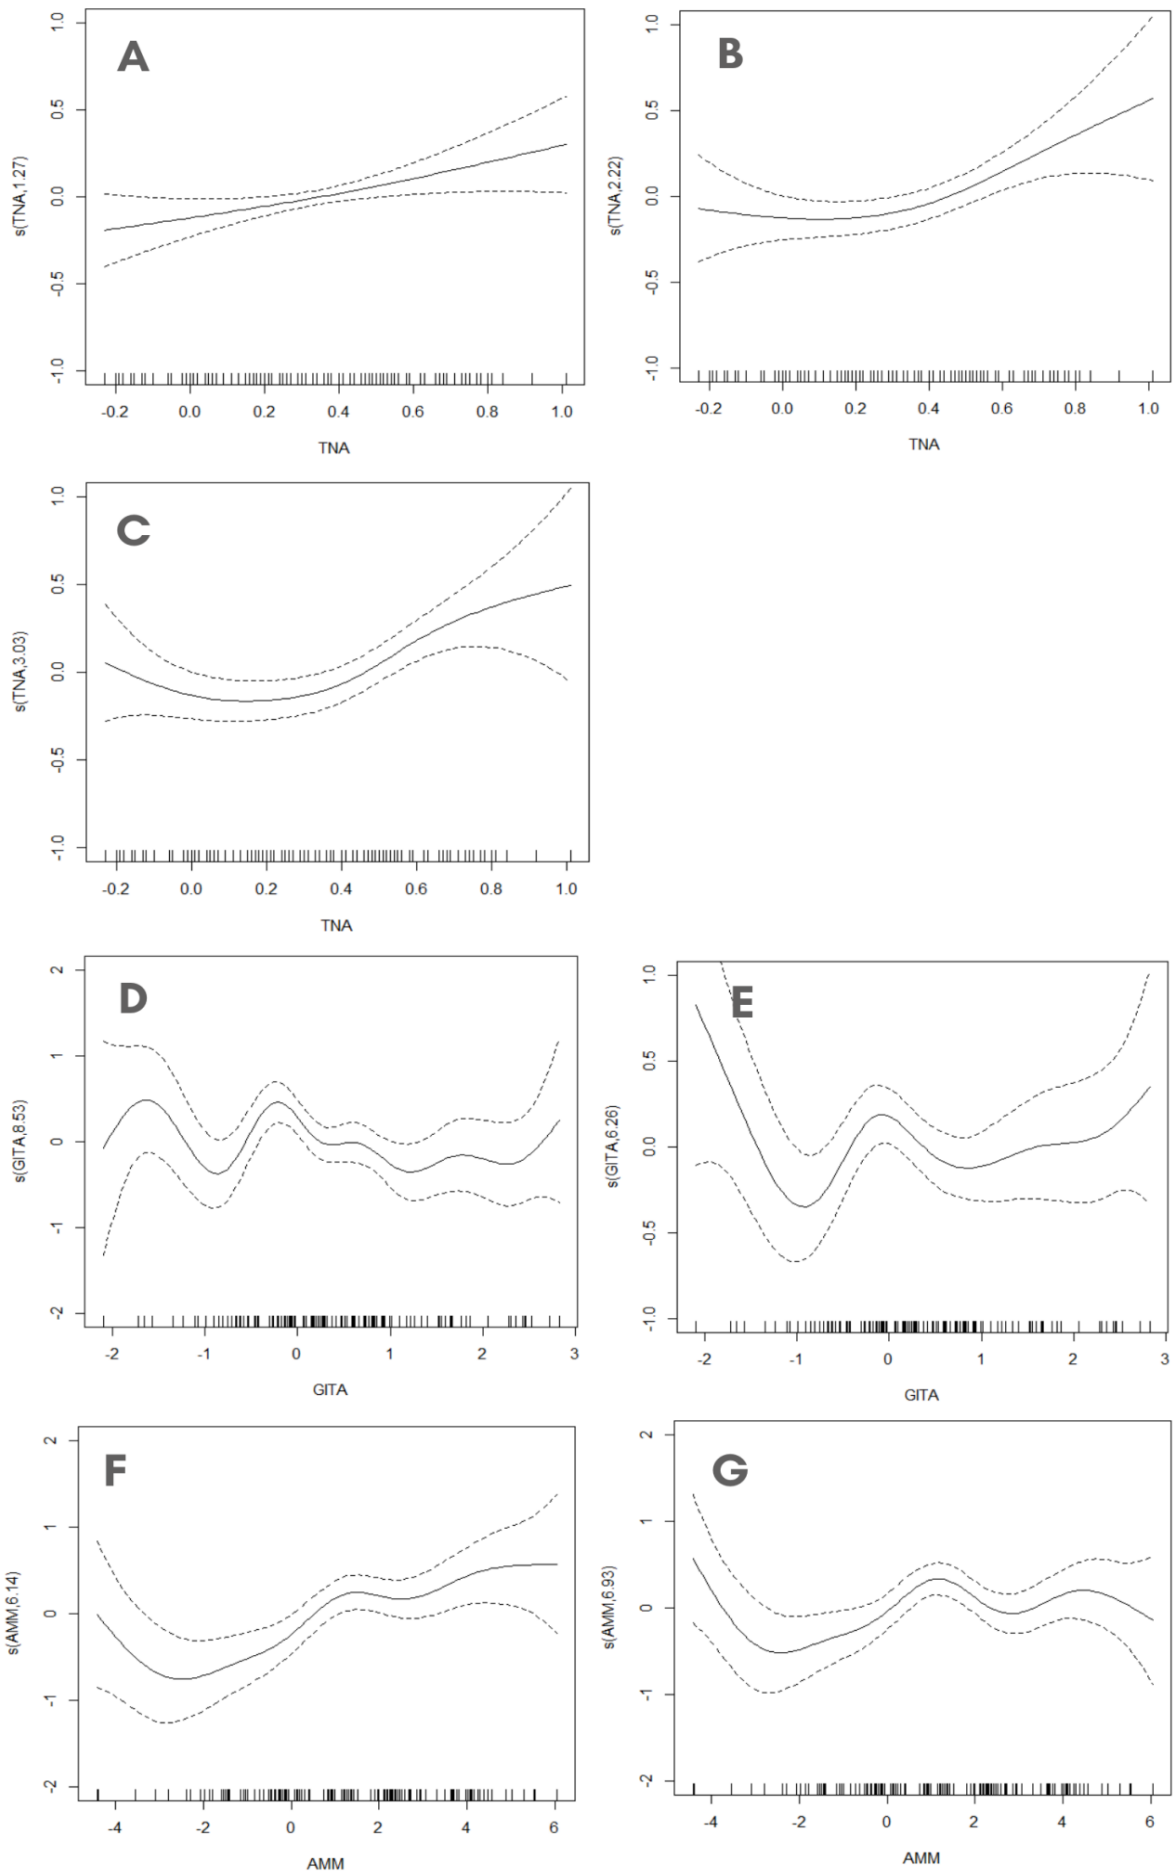 A
s(TNA,1.27)
1.0
0.5
0.0
-0.5
-1.0
-0.2 0.0 0.2 0.4 0.6 0.8 1.0
TNA
B
s(TNA,2.22)
1.0
0.5
0.0
-0.5
-1.0
-0.2 0.0 0.2 0.4 0.6 0.8 1.0
TNA
C
s(TNA,3.03)
1.0
0.5
0.0
-0.5
-1.0
-0.2 0.0 0.2 0.4 0.6 0.8 1.0
TNA
D
s(GITA,8.53)
2
1
0
-1
-2
-2 -1 0 1 2 3
GITA
E
s(GITA,6.26)
1.0
0.5
0.0
-0.5
-1.0
-2 -1 0 1 2 3
GITA
F
s(AMM,6.14)
2
1
0
-1
-2
-4 -2 0 2 4 6
AMM
G
s(AMM,6.93)
2
1
0
-1
-2
-4 -2 0 2 4 6
AMM